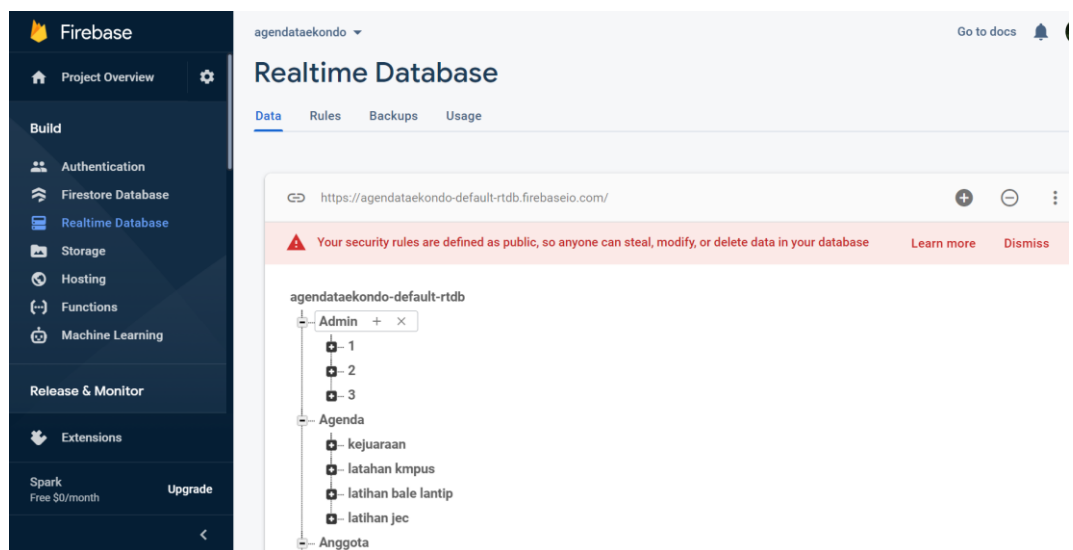 Firebase
Project Overview
Build
Authentication
Firestore Database
Realtime Database
Storage
Hosting
Functions
Machine Learning
Release & Monitor
Extensions
Spark
Free $0/month
Upgrade
agendataekondo
Go to docs
Realtime Database
Data Rules Backups Usage
https://agendataekondo-default-rtdb.firebaseio.com/
Your security rules are defined as public, so anyone can steal, modify, or delete data in your database Learn more Dismiss
agendataekondo-default-rtdb
Admin
1
2
3
Agenda
kejuaraan
latahan kmpus
latihan bale lantip
latihan jec
Anggota